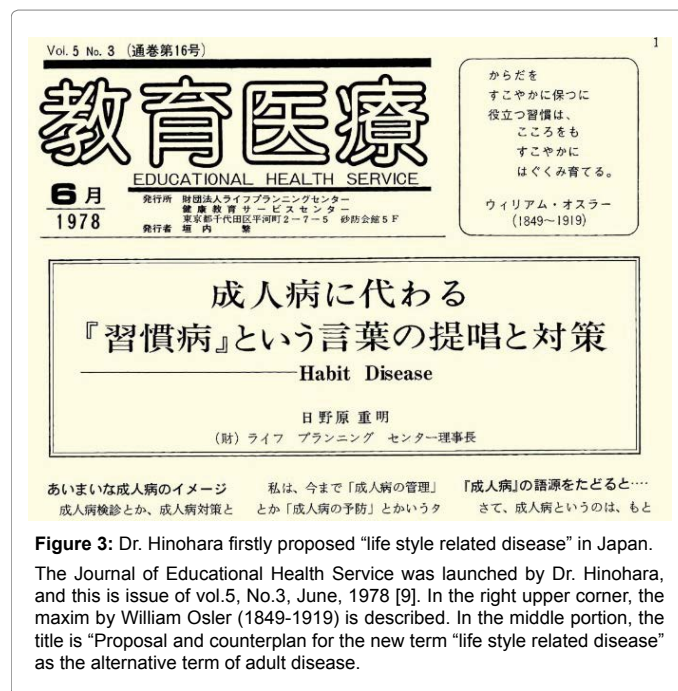 Vol. 5 No. 3 (通巻第16号)
1
教育医療
EDUCATIONAL HEALTH SERVICE
6月
1978
発行所 財団法人ライフプランニングセンター
健康教育サービスセンター
東京都千代田区平河町2-7-5 砂防会館5F
発行者 垣内 繁
からだを
すこやかに保つに
役立つ習慣は、
こころをも
すこやかに
はぐくみ育てる。
ウィリアム・オスラー
(1849~1919)
成人病に代わる
『習慣病』という言葉の提唱と対策
Habit Disease
日野原重明
(財)ライフ プランニング センター理事長
あいまいな成人病のイメージ
成人病検診とか、成人病対策と
私は、今まで「成人病の管理」
とか「成人病の予防」とかいうタ
『成人病』の語源をたどると‥‥
さて、成人病というのは、もと
Figure 3: Dr. Hinohara firstly proposed “life style related disease” in Japan.
The Journal of Educational Health Service was launched by Dr. Hinohara,
and this is issue of vol.5, No.3, June, 1978 [9]. In the right upper corner, the
maxim by William Osler (1849-1919) is described. In the middle portion, the
title is “Proposal and counterplan for the new term “life style related disease”
as the alternative term of adult disease.